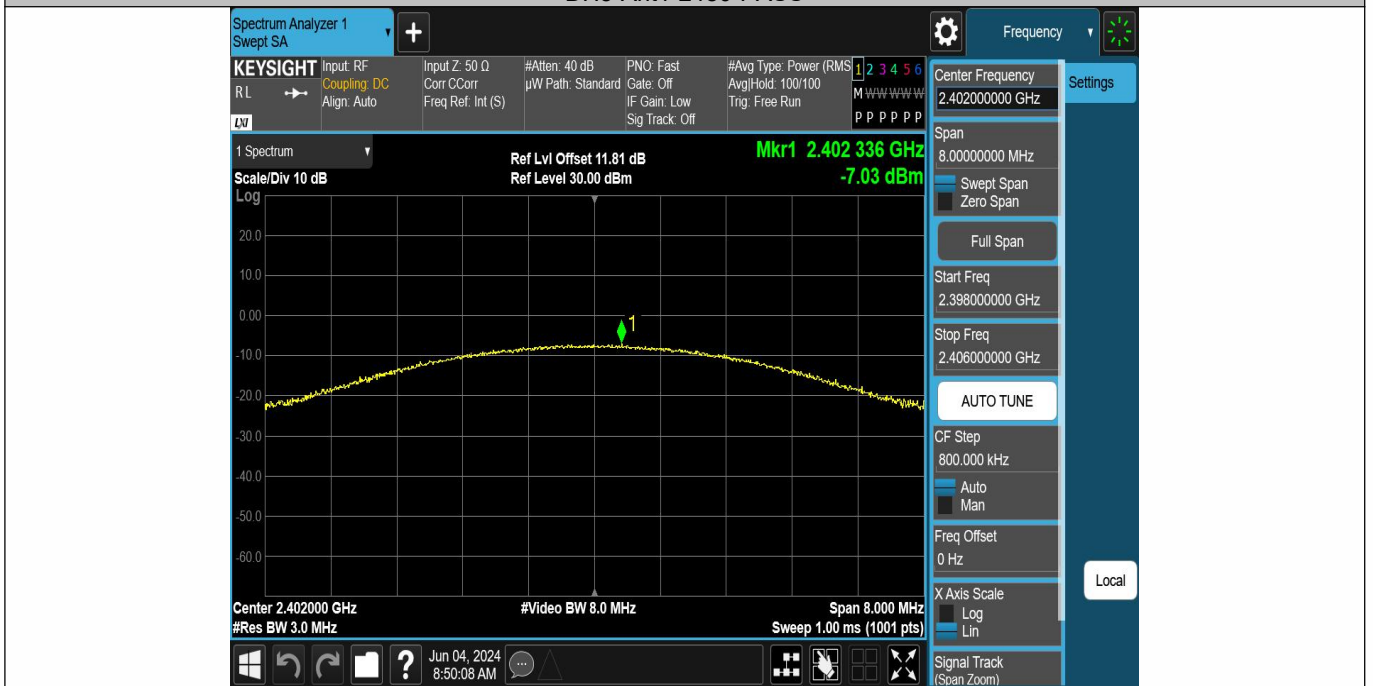 Spectrum Analyzer 1
Swept SA
Frequency
KEYSIGHT
RL
LXI
Input: RF
Coupling: DC
Align: Auto
Input Z: 50 Ω
Corr CCorr
Freq Ref: Int (S)
#Atten: 40 dB
µW Path: Standard
PNO: Fast
Gate: Off
IF Gain: Low
Sig Track: Off
#Avg Type: Power (RMS
Avg|Hold: 100/100
Trig: Free Run
1 2 3 4 5 6
M W W W W W
P P P P P P
1 Spectrum
Scale/Div 10 dB
Log
Ref Lvl Offset 11.81 dB
Ref Level 30.00 dBm
Mkr1 2.402 336 GHz
-7.03 dBm
20.0
10.0
0.00
1
-10.0
-20.0
-30.0
-40.0
-50.0
-60.0
Center 2.402000 GHz
#Res BW 3.0 MHz
#Video BW 8.0 MHz
Span 8.000 MHz
Sweep 1.00 ms (1001 pts)
Jun 04, 2024
8:50:08 AM
Center Frequency
2.402000000 GHz
Settings
Span
8.00000000 MHz
Swept Span
Zero Span
Full Span
Start Freq
2.398000000 GHz
Stop Freq
2.406000000 GHz
AUTO TUNE
CF Step
800.000 kHz
Auto
Man
Freq Offset
0 Hz
X Axis Scale
Log
Lin
Local
Signal Track
(Span Zoom)